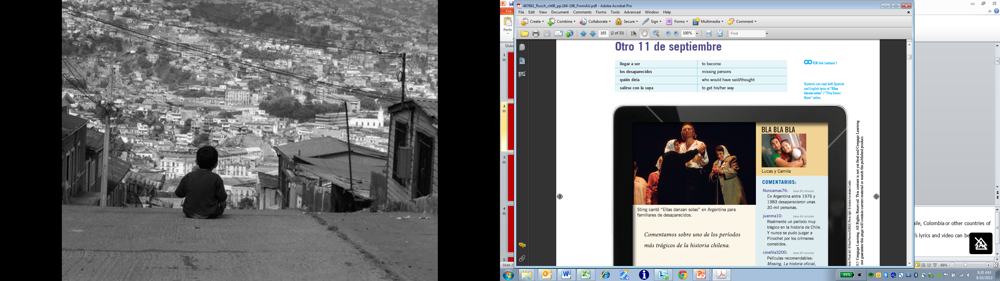 467661_Rusch_ch06_pp.164-196_FromAU.pdf - Adobe Acrobat Pro
File Edit View Document Comments Forms Tools Advanced Window Help
Create Combine Collaborate Secure Sign Forms Multimedia Comment
165 (2 of 33) 100% Find
File
Paste
Slides
1
2
3
4
5
Slide 2
Otro 11 de septiembre
llegar a ser to become
los desaparecidos missing persons
quién diría who would have said/thought
salirse con la suya to get his/her way
FLR link: Lectura 1
Students can read both Spanish
and English lyrics of "Ellas
danzan solas" / "They Dance
Alone" online.
Sting cantó "Ellas danzan solas" en Argentina para
familiares de desaparecidos.
Comentamos sobre uno de los períodos
más trágicos de la historia chilena.
BLA BLA BLA
Lucas y Camila
COMENTARIOS:
Nuncamas76: hace 50 minutos
En Argentina entre 1976 y
1983 desaparecieron unas
30 mil personas.
juanma10: hace 45 minutos
Realmente un período muy
trágico en la historia de Chile.
Y nunca se pudo juzgar a
Pinochet por los crímenes
cometidos.
cinefila3200: hace 20 minutos
Películas recomendables:
Missing, La historia oficial,
Photo left: © Neal Preston/CORBIS; Photo right: © Andrés Fernández Cordón
Cengage Learning. All Rights Reserved. This content is not yet final and Cengage Learning
not guarantee this page will contain current material or match the published product.
Colombia or other countries of
's lyrics and video can be
68%
99%
9:20 AM
9/10/2013